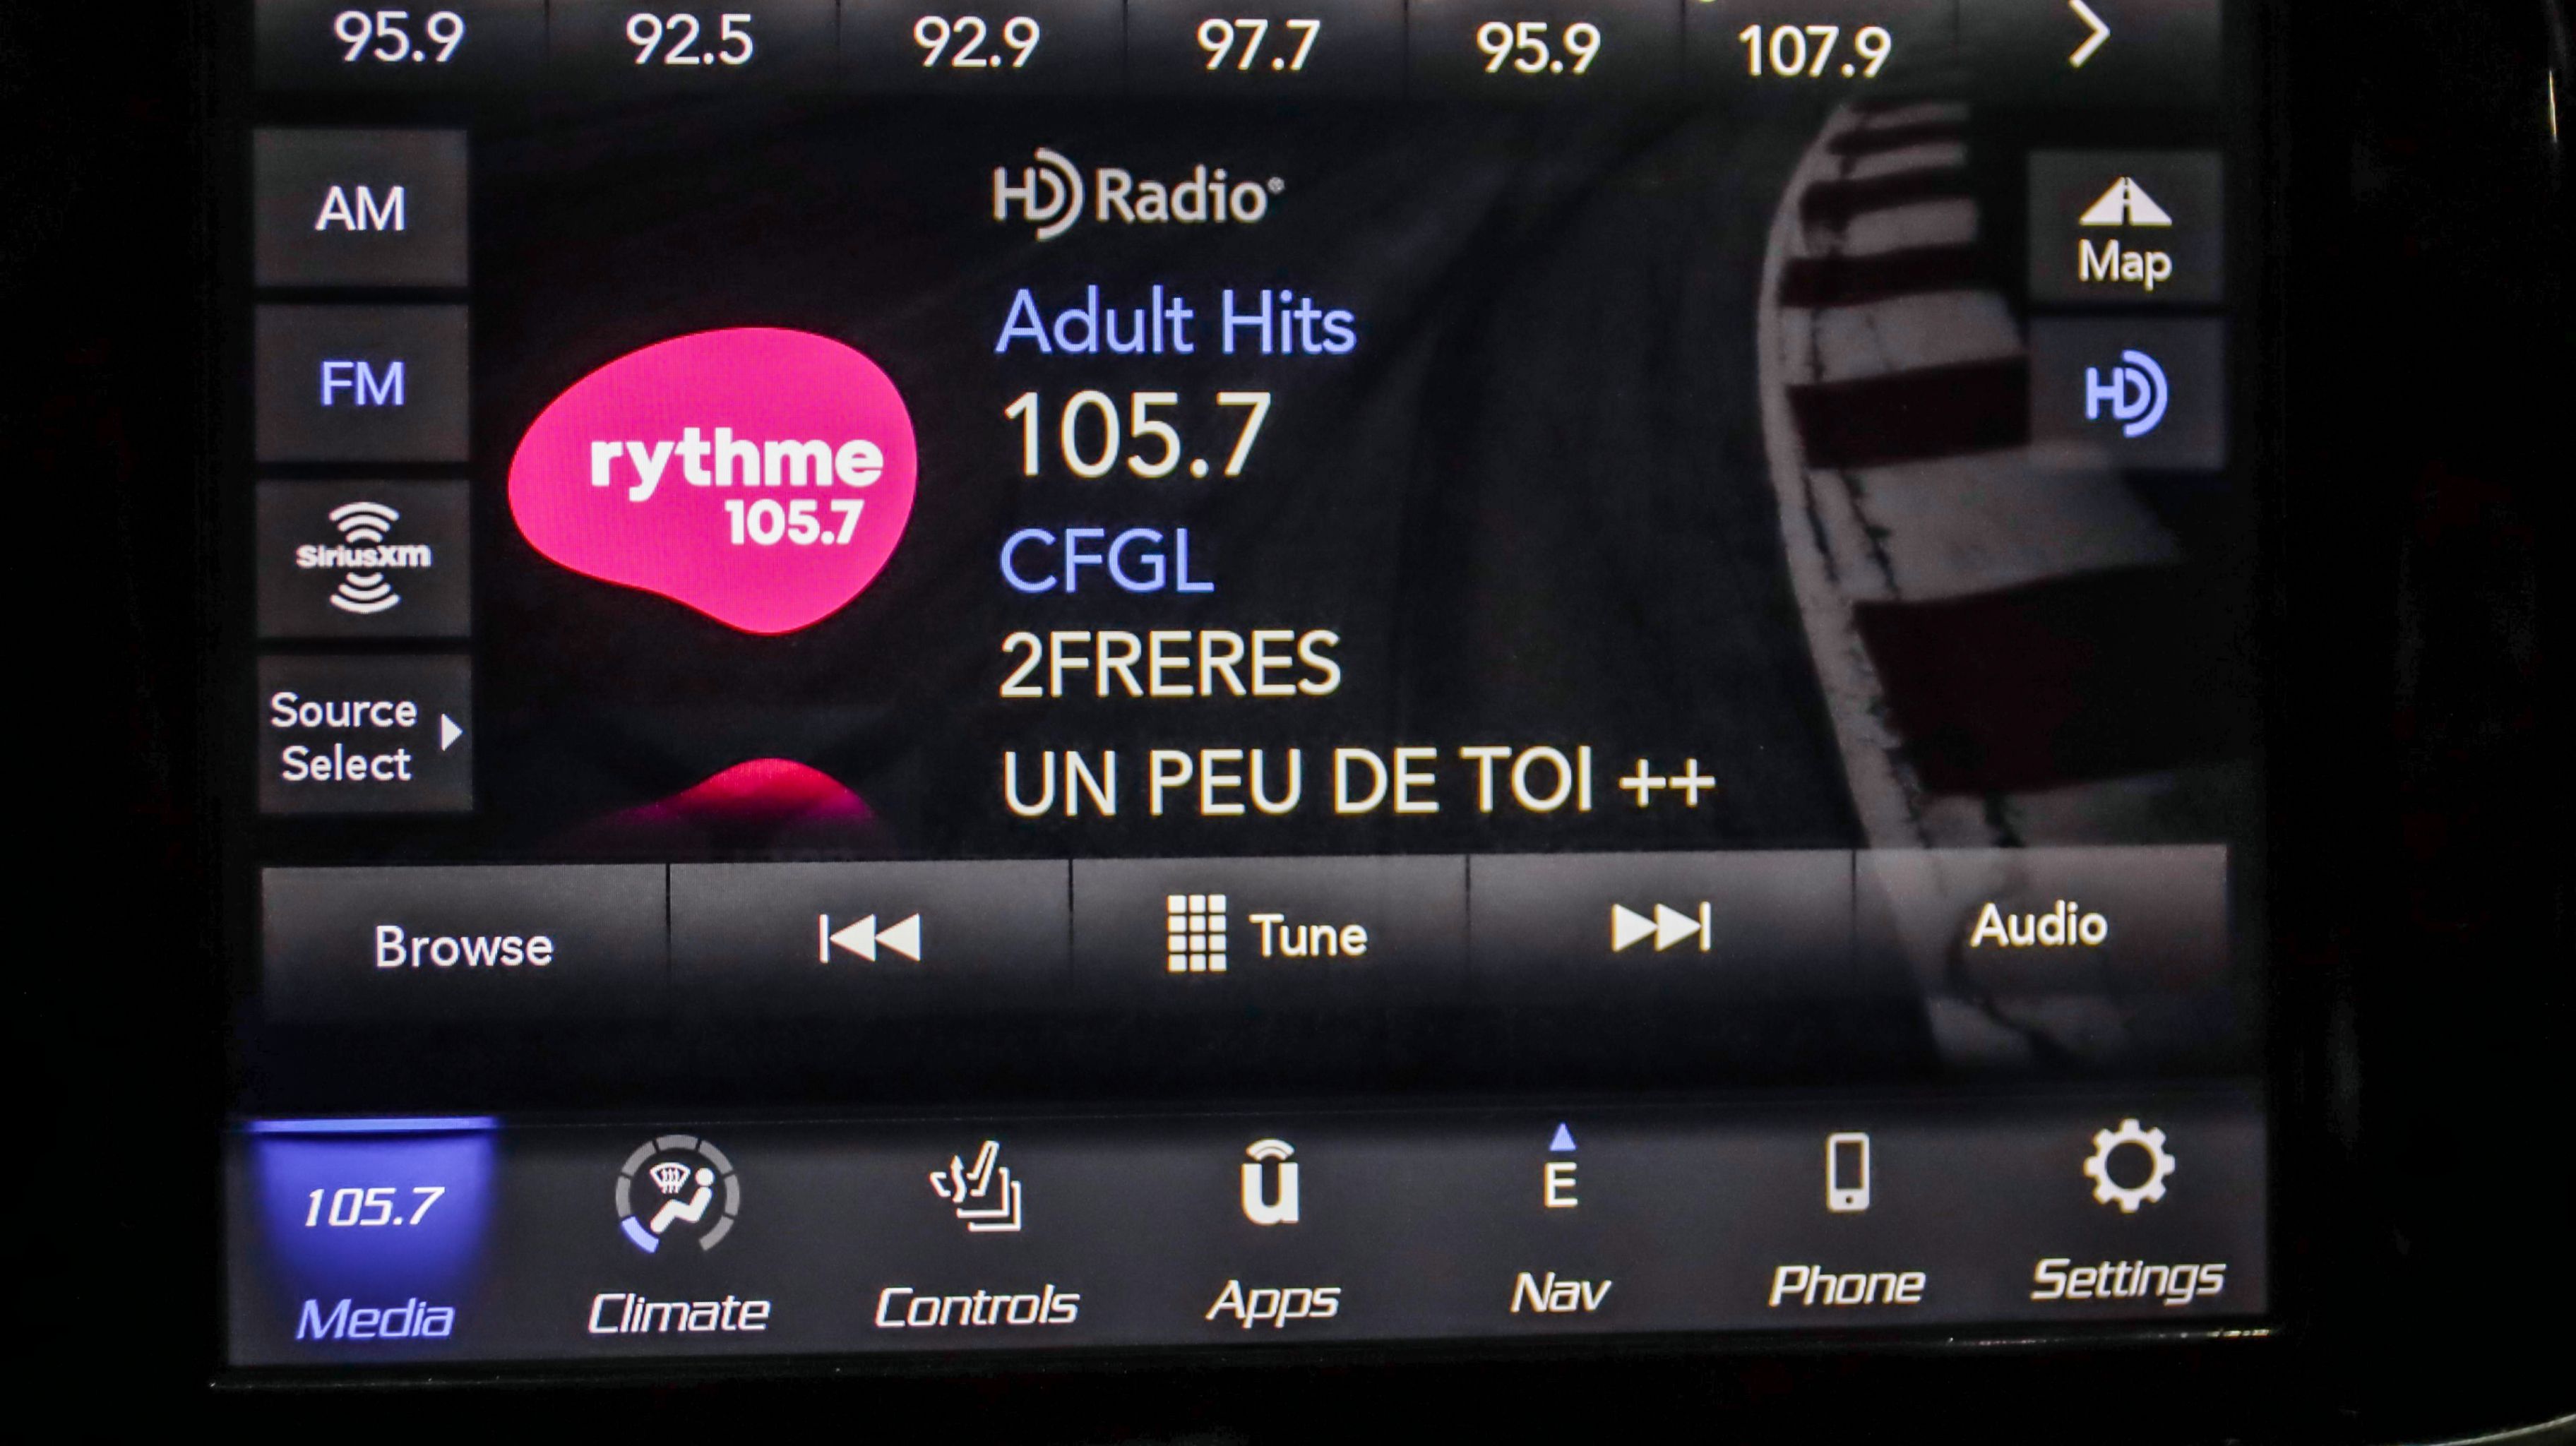 95.9 92.5 92.9 97.7 95.9 107.9
AM
FM
SiriusXM
Source
Select
rythme
105.7
HD Radio®
Adult Hits
105.7
CFGL
2FRERES
UN PEU DE TOI ++
Map
HD
Browse Tune Audio
105.7 u E
Media Climate Controls Apps Nav Phone Settings